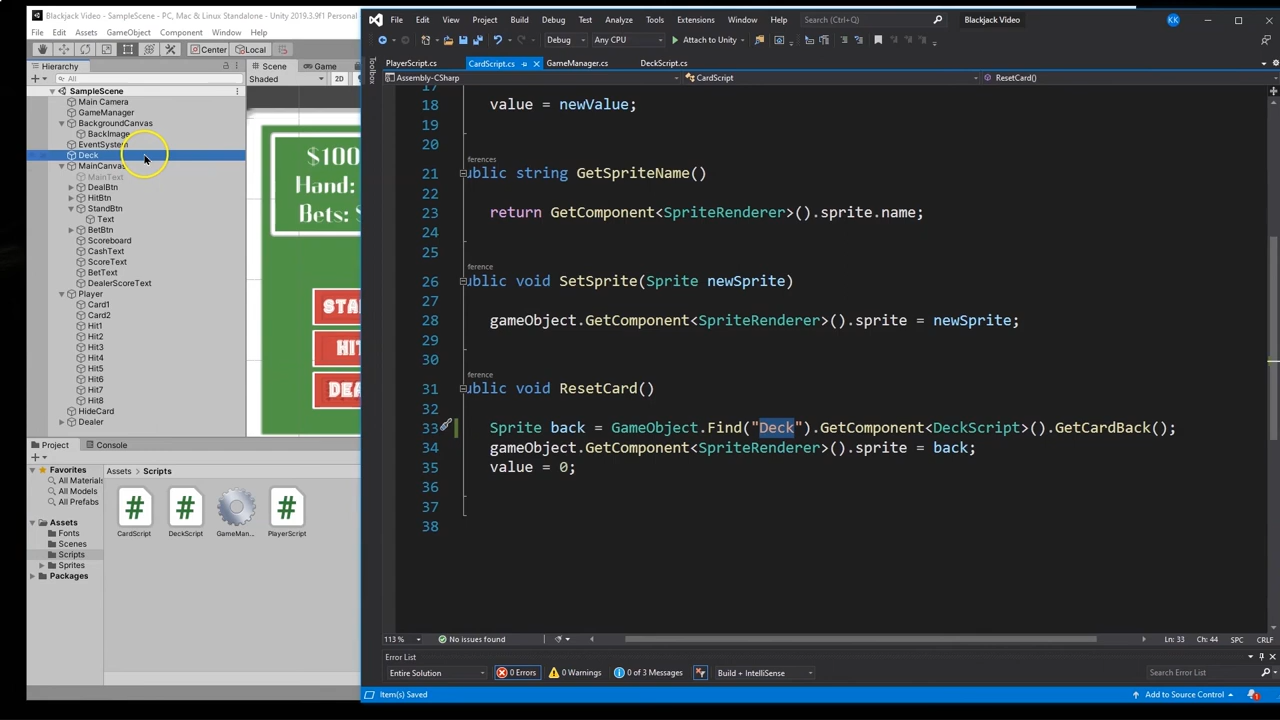 Blackjack Video - SampleScene - PC, Mac & Linux Standalone - Unity 2019.3.9f1 Personal
File Edit Assets GameObject Component Window Help
Center Local
Hierarchy
All
SampleScene
Main Camera
GameManager
BackgroundCanvas
BackImage
EventSystem
Deck
MainCanvas
MainText
DealBtn
HitBtn
StandBtn
Text
BetBtn
Scoreboard
CashText
ScoreText
BetText
DealerScoreText
Player
Card1
Card2
Hit1
Hit2
Hit3
Hit4
Hit5
Hit6
Hit7
Hit8
HideCard
Dealer
Scene Game
Shaded 2D
$100
Hand:
Bets: $
STA
HI
DEA
Project Console
Favorites
All Materials
All Models
All Prefabs
Assets
Fonts
Scenes
Scripts
Sprites
Packages
Assets > Scripts
CardScript DeckScript GameMan... PlayerScript
File Edit View Project Build Debug Test Analyze Tools Extensions Window Help Search (Ctrl+Q) Blackjack Video KK
Debug Any CPU Attach to Unity
Toolbox
PlayerScript.cs CardScript.cs GameManager.cs DeckScript.cs
Assembly-CSharp CardScript ResetCard()
17
18 value = newValue;
19
20
ferences
21 ublic string GetSpriteName()
22
23 return GetComponent<SpriteRenderer>().sprite.name;
24
25
ference
26 ublic void SetSprite(Sprite newSprite)
27
28 gameObject.GetComponent<SpriteRenderer>().sprite = newSprite;
29
30
ference
31 ublic void ResetCard()
32
33 Sprite back = GameObject.Find("Deck").GetComponent<DeckScript>().GetCardBack();
34 gameObject.GetComponent<SpriteRenderer>().sprite = back;
35 value = 0;
36
37
38
113 % No issues found Ln: 33 Ch: 44 SPC CRLF
Error List
Entire Solution 0 Errors 0 Warnings 0 of 3 Messages Build + IntelliSense Search Error List
Item(s) Saved Add to Source Control 1